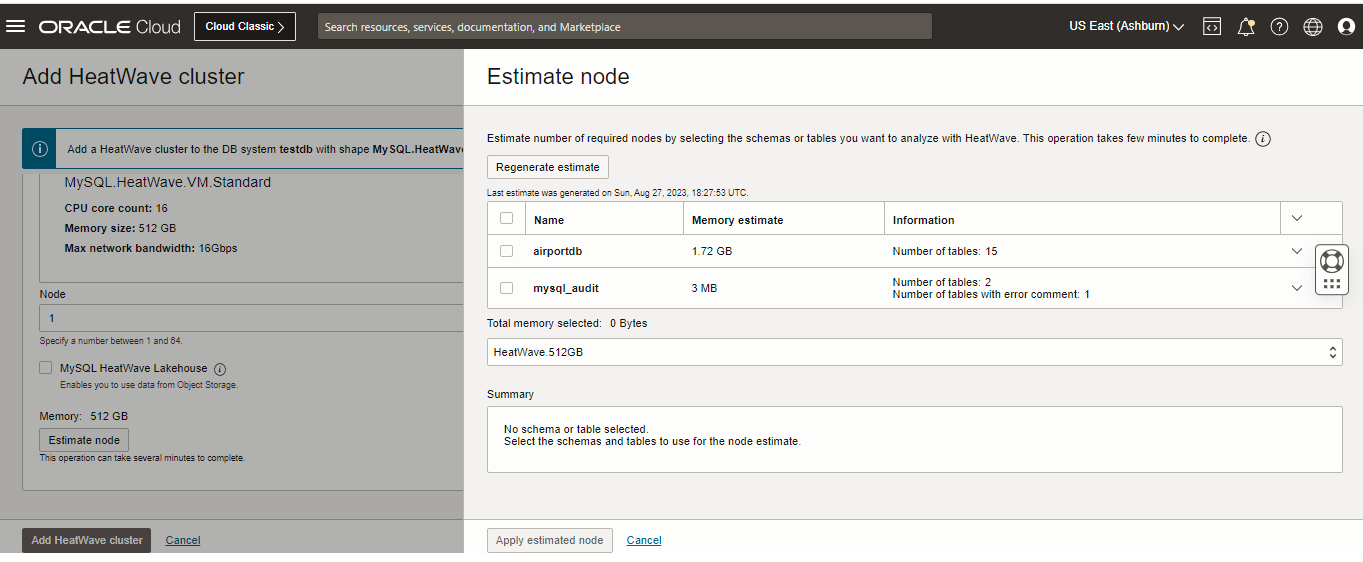 ORACLE Cloud
Cloud Classic
Search resources, services, documentation, and Marketplace
US East (Ashburn)
Add HeatWave cluster
Add a HeatWave cluster to the DB system testdb with shape MySQL.HeatWave
MySQL.HeatWave.VM.Standard
CPU core count: 16
Memory size: 512 GB
Max network bandwidth: 16Gbps
Node
1
Specify a number between 1 and 64.
MySQL HeatWave Lakehouse
Enables you to use data from Object Storage.
Memory: 512 GB
Estimate node
This operation can take several minutes to complete.
Add HeatWave cluster Cancel
Estimate node
Estimate number of required nodes by selecting the schemas or tables you want to analyze with HeatWave. This operation takes few minutes to complete.
Regenerate estimate
Last estimate was generated on Sun, Aug 27, 2023, 18:27:53 UTC.
Name Memory estimate Information
airportdb 1.72 GB Number of tables: 15
mysql_audit 3 MB Number of tables: 2
Number of tables with error comment: 1
Total memory selected: 0 Bytes
HeatWave.512GB
Summary
No schema or table selected.
Select the schemas and tables to use for the node estimate.
Apply estimated node Cancel